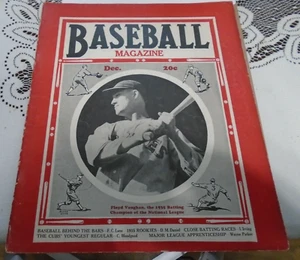 BASEBALL
MAGAZINE
Dec. 20c
Floyd Vaughan, the 1935 Batting
Champion of the National League
BASEBALL BEHIND THE BARS - F. C. Lane 1935 ROOKIES - D. M. CLOSE BATTING RACES -
THE CUBS' YOUNGEST REGULAR - C. MAJOR LEAGUE APPRENTICESHIP